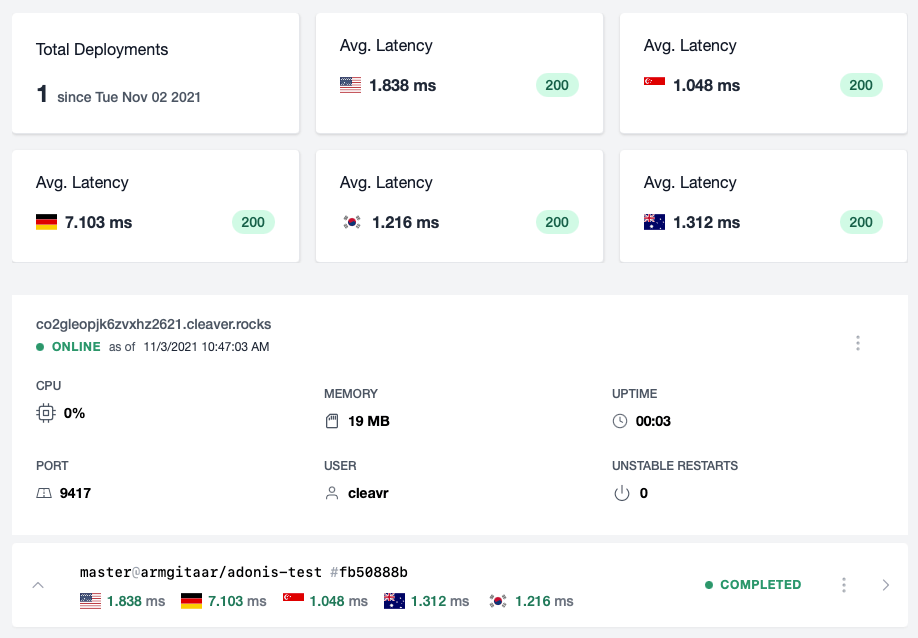 Total Deployments
1 since Tue Nov 02 2021
Avg. Latency
1.838 ms 200
Avg. Latency
1.048 ms 200
Avg. Latency
7.103 ms 200
Avg. Latency
1.216 ms 200
Avg. Latency
1.312 ms 200
co2gleopjk6zvxhz2621.cleaver.rocks
ONLINE as of 11/3/2021 10:47:03 AM
CPU
0%
MEMORY
19 MB
UPTIME
00:03
PORT
9417
USER
cleavr
UNSTABLE RESTARTS
0
master@armgitaar/adonis-test #fb50888b
1.838 ms 7.103 ms 1.048 ms 1.312 ms 1.216 ms
COMPLETED